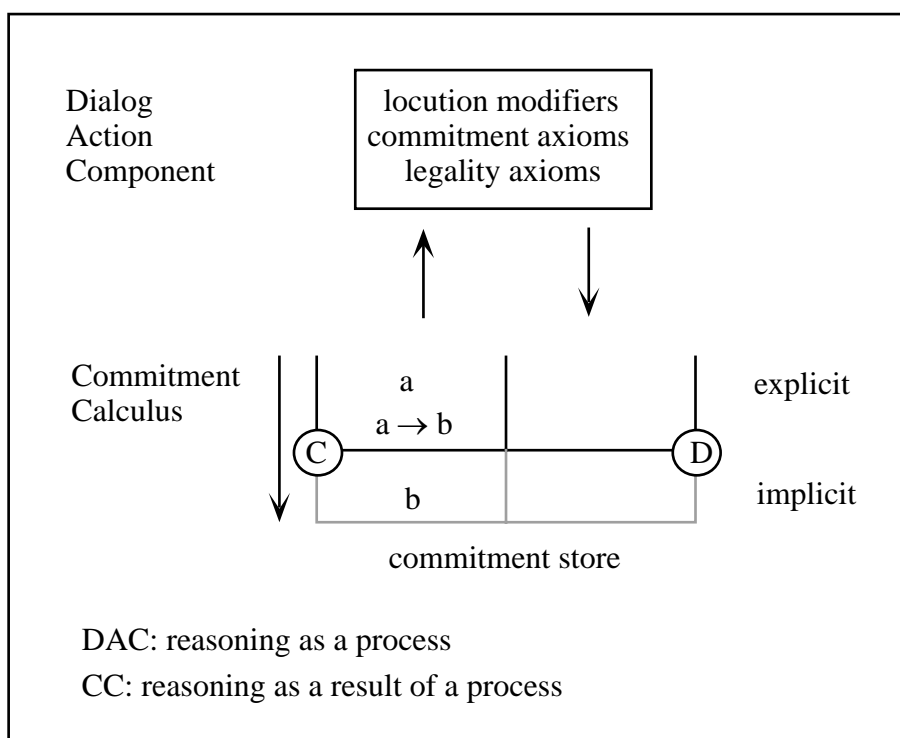 Dialog
Action
Component
locution modifiers
commitment axioms
legality axioms
Commitment
Calculus
a
a → b
explicit
C
D
b
implicit
commitment store
DAC: reasoning as a process
CC: reasoning as a result of a process